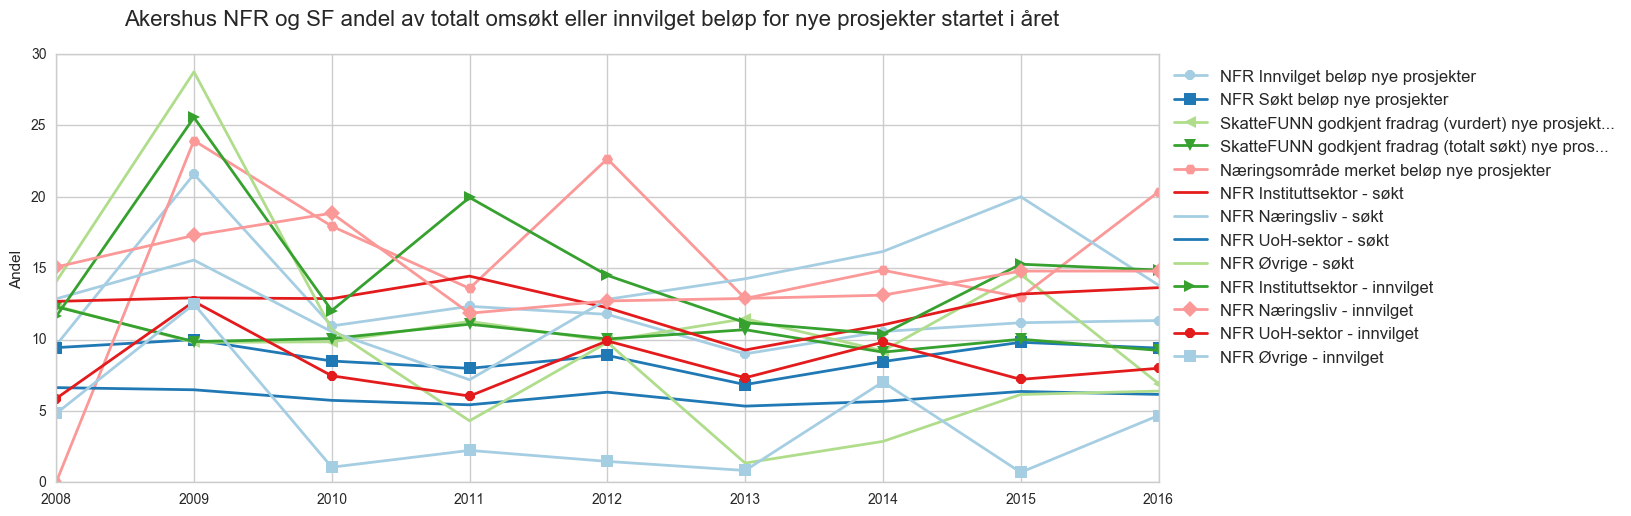 Akershus NFR og SF andel av totalt omsøkt eller innvilget beløp for nye prosjekter startet i året
30
25
20
15
10
5
0
Andel
2008 2009 2010 2011 2012 2013 2014 2015 2016
NFR Innvilget beløp nye prosjekter
NFR Søkt beløp nye prosjekter
SkatteFUNN godkjent fradrag (vurdert) nye prosjekt...
SkatteFUNN godkjent fradrag (totalt søkt) nye pros...
Næringsområde merket beløp nye prosjekter
NFR Instituttsektor - søkt
NFR Næringsliv - søkt
NFR UoH-sektor - søkt
NFR Øvrige - søkt
NFR Instituttsektor - innvilget
NFR Næringsliv - innvilget
NFR UoH-sektor - innvilget
NFR Øvrige - innvilget